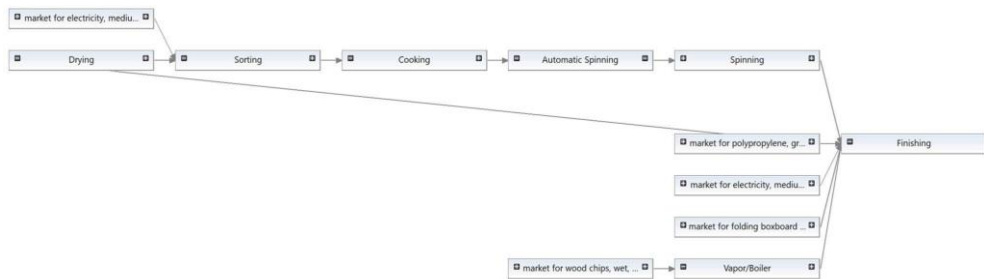 market for electricity, mediu...
Drying
Sorting
Cooking
Automatic Spinning
Spinning
market for polypropylene, gr...
Finishing
market for electricity, mediu...
market for folding boxboard ...
market for wood chips, wet, ...
Vapor/Boiler